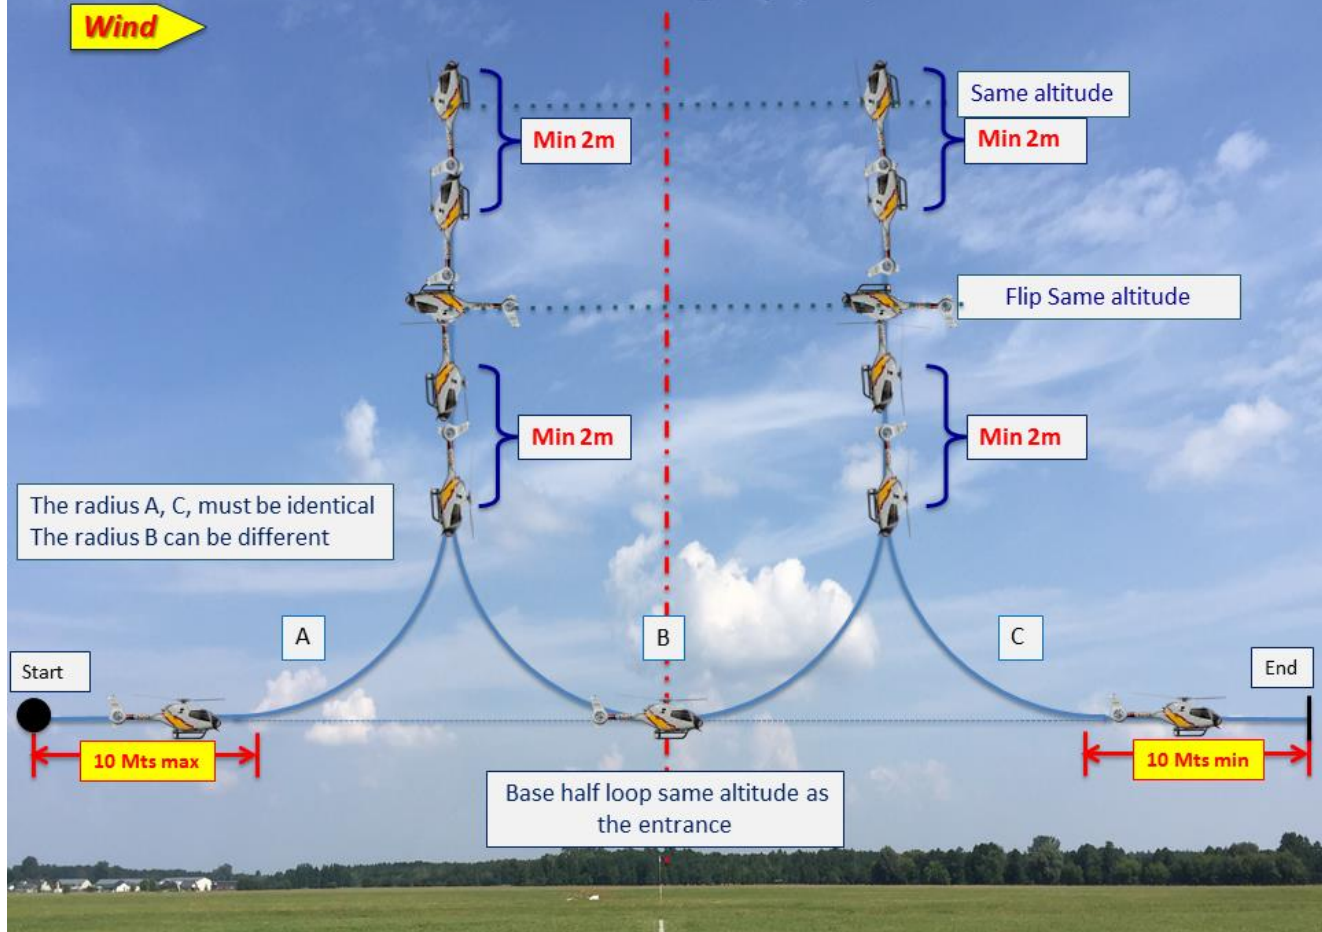 Wind
Same altitude
Min 2m
Min 2m
Flip Same altitude
Min 2m
Min 2m
The radius A, C, must be identical
The radius B can be different
A
B
C
Start
End
10 Mts max
10 Mts min
Base half loop same altitude as
the entrance